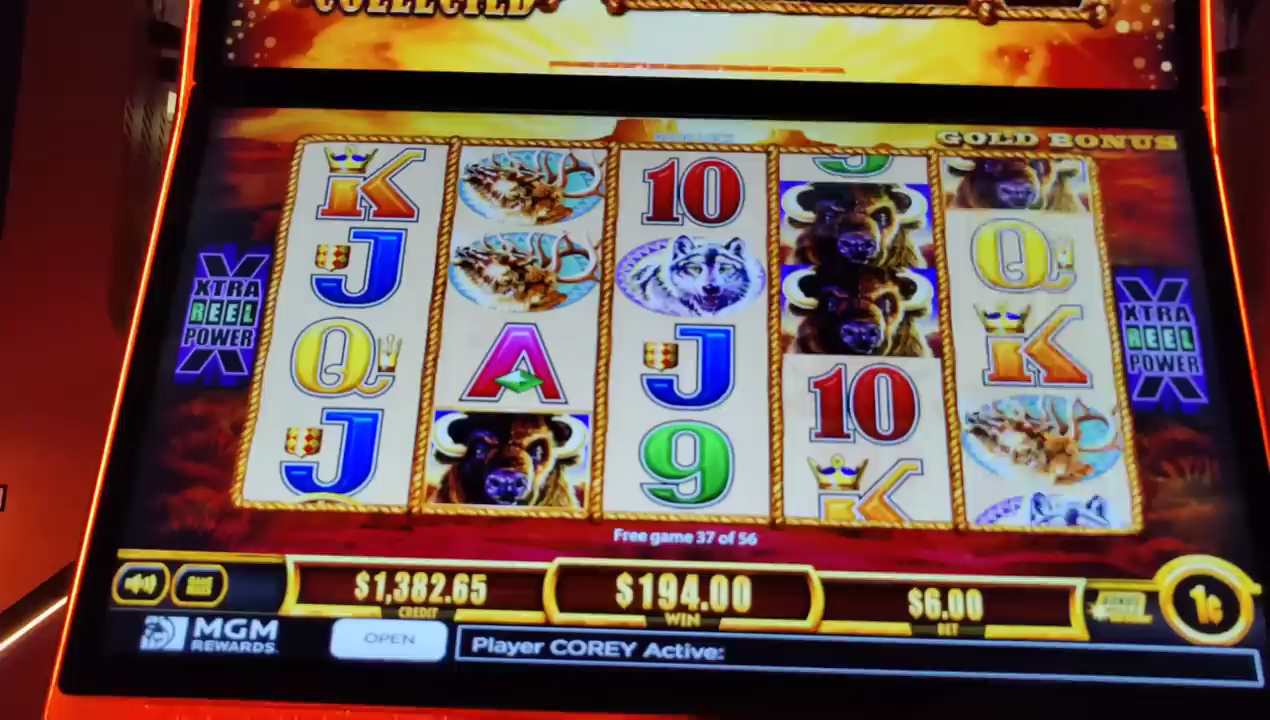 COLLECTED
GOLD BONUS
K
J
Q
J
A
10
J
9
10
K
Q
K
XTRA
REEL
POWER
XTRA
REEL
POWER
Free game 37 of 56
$1,382.65
CREDIT
$194.00
WIN
$6.00
BET
1¢
MGM
REWARDS
OPEN
Player COREY Active: